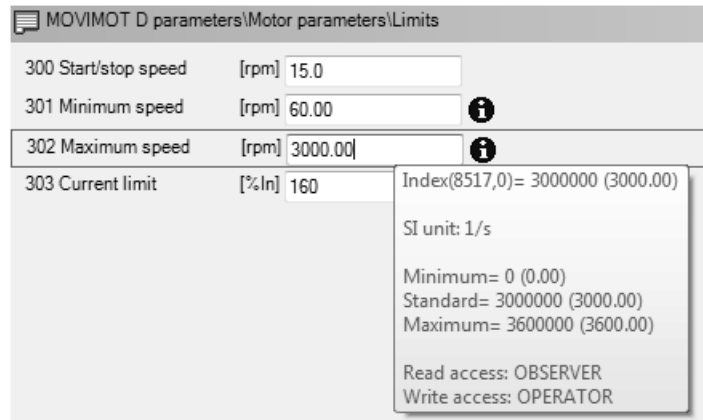 MOVIMOT D parameters\Motor parameters\Limits
300 Start/stop speed [rpm] 15.0
301 Minimum speed [rpm] 60.00
302 Maximum speed [rpm] 3000.00
303 Current limit [%In] 160
Index(8517,0)= 3000000 (3000.00)
SI unit: 1/s
Minimum= 0 (0.00)
Standard= 3000000 (3000.00)
Maximum= 3600000 (3600.00)
Read access: OBSERVER
Write access: OPERATOR